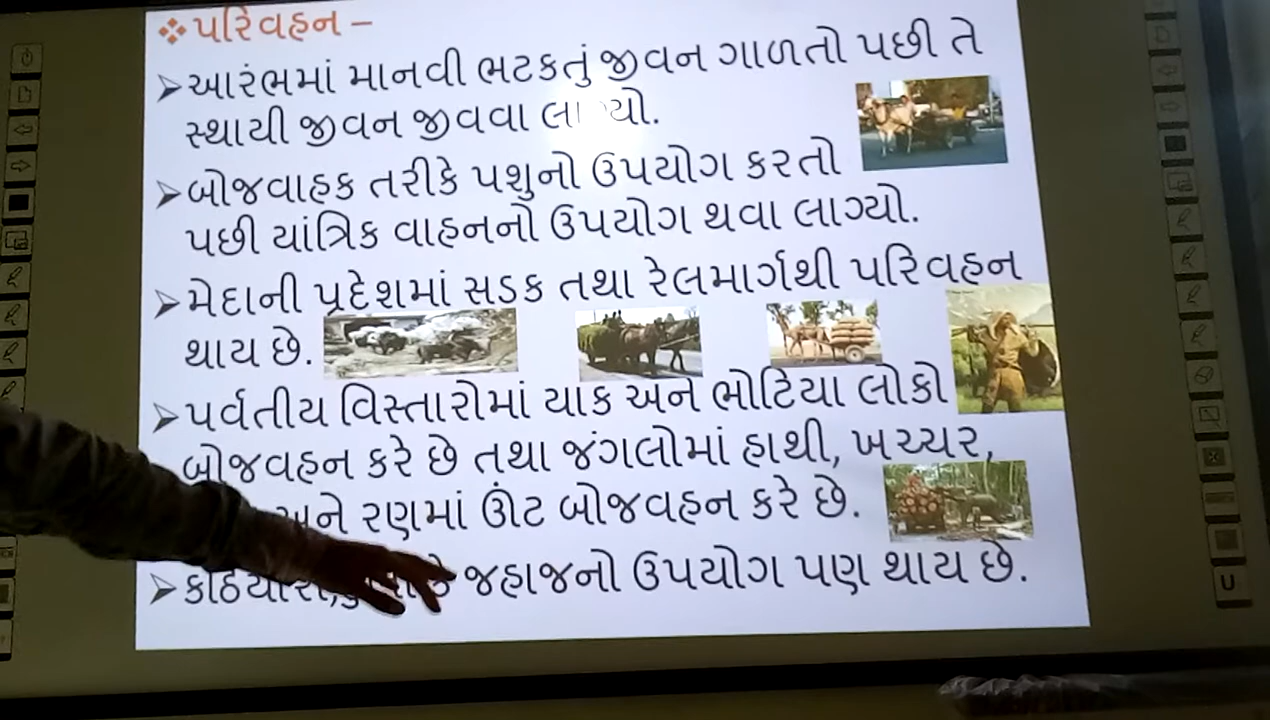 ❖પરિવહન –
➢આરંભમાં માનવી ભટકતું જીવન ગાળતો પછી તે
સ્થાયી જીવન જીવવા લાગ્યો.
➢બોજવાહક તરીકે પશુનો ઉપયોગ કરતો
પછી યાંત્રિક વાહનનો ઉપયોગ થવા લાગ્યો.
➢મેદાની પ્રદેશમાં સડક તથા રેલમાર્ગથી પરિવહન
થાય છે.
➢પર્વતીય વિસ્તારોમાં યાક અને ભોટિયા લોકો
બોજવહન કરે છે તથા જંગલોમાં હાથી, ખચ્ચર,
અને રણમાં ઊંટ બોજવહન કરે છે.
➢ જહાજનો ઉપયોગ પણ થાય છે.
U